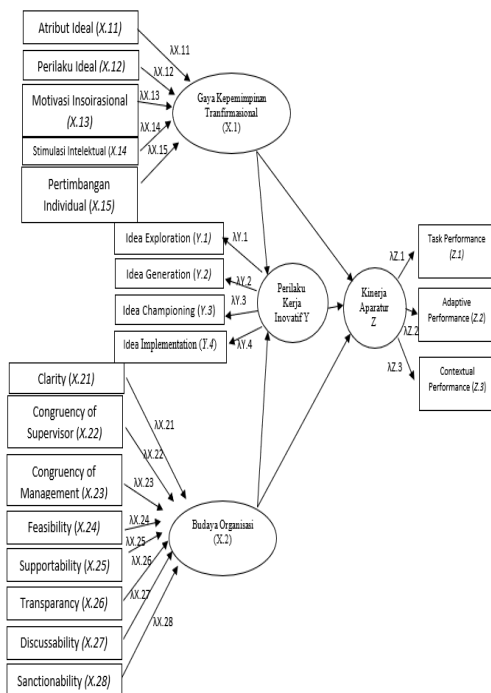 Atribut Ideal (X.11)
λX.11
Perilaku Ideal (X.12)
λX.12
Motivasi Insoirasional
(X.13)
λX.13
Stimulasi Intelektual (X.14
λX.14
Pertimbangan
Individual (X.15)
λX.15
Gaya Kepemimpinan
Tranfirmasional
(X.1)
Idea Exploration (Y.1)
λY.1
Idea Generation (Y.2)
λY.2
Idea Championing (Y.3)
λY.3
Idea Implementation (Y.4)
λY.4
Perilaku
Kerja
Inovatif Y
Kinerja
Aparatur
Z
λZ.1
Task Performance
(Z.1)
λZ.2
Adaptive
Performance (Z.2)
λZ.3
Contextual
Performance (Z.3)
Clarity (X.21)
λX.21
Congruency of
Supervisor (X.22)
λX.22
Congruency of
Management (X.23)
λX.23
Feasibility (X.24)
λX.24
Supportability (X.25)
λX.25
Transparancy (X.26)
λX.26
Discussability (X.27)
λX.27
Sanctionability (X.28)
λX.28
Budaya Organisasi
(X.2)